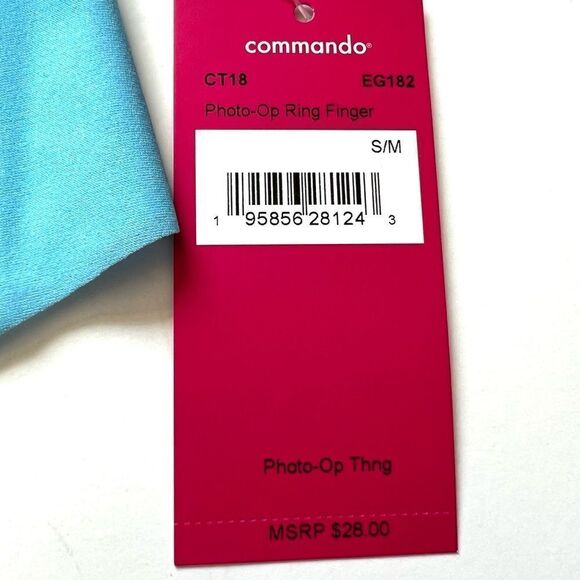 commando®
CT18 EG182
Photo-Op Ring Finger
S/M
1 95856 28124 3
Photo-Op Thng
MSRP $28.00